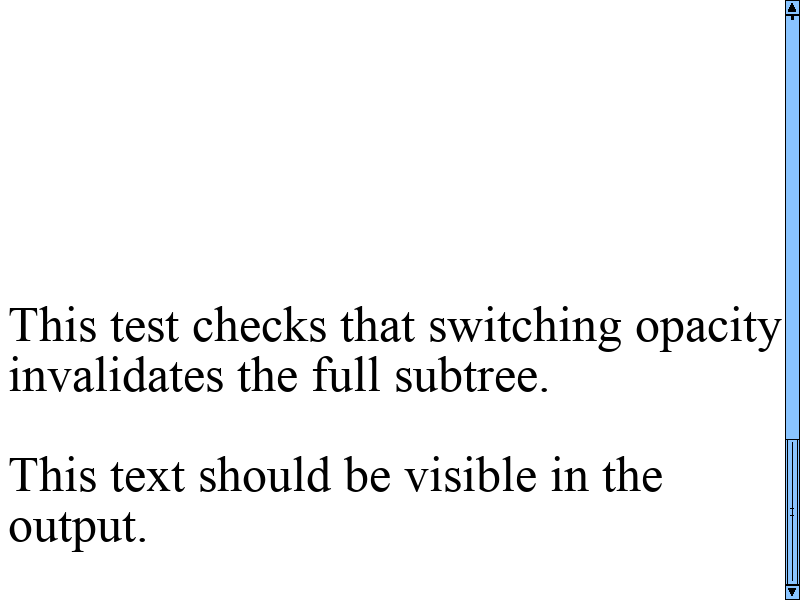 This test checks that switching opacity
invalidates the full subtree.
This text should be visible in the
output.